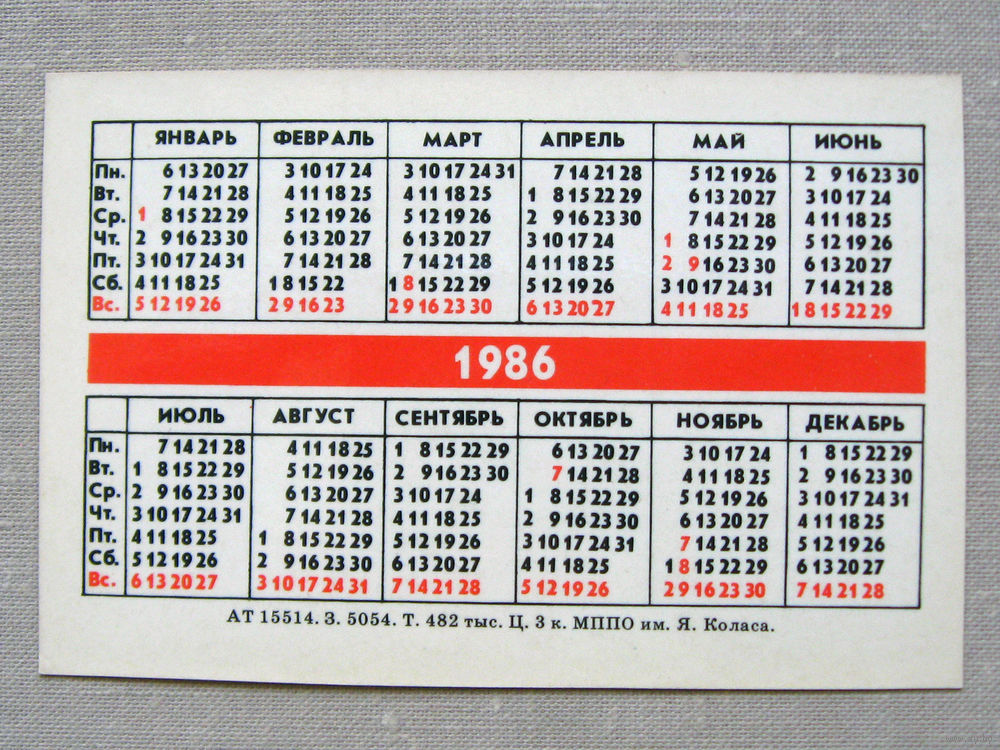 ЯНВАРЬ ФЕВРАЛЬ МАРТ АПРЕЛЬ МАЙ ИЮНЬ
Пн. 6 13 20 27 3 10 17 24 3 10 17 24 31 7 14 21 28 5 12 19 26 2 9 16 23 30
Вт. 7 14 21 28 4 11 18 25 4 11 18 25 1 8 15 22 29 6 13 20 27 3 10 17 24
Ср. 1 8 15 22 29 5 12 19 26 5 12 19 26 2 9 16 23 30 7 14 21 28 4 11 18 25
Чт. 2 9 16 23 30 6 13 20 27 6 13 20 27 3 10 17 24 1 8 15 22 29 5 12 19 26
Пт. 3 10 17 24 31 7 14 21 28 7 14 21 28 4 11 18 25 2 9 16 23 30 6 13 20 27
Сб. 4 11 18 25 1 8 15 22 1 8 15 22 29 5 12 19 26 3 10 17 24 31 7 14 21 28
Вс. 5 12 19 26 2 9 16 23 2 9 16 23 30 6 13 20 27 4 11 18 25 1 8 15 22 29
1986
ИЮЛЬ АВГУСТ СЕНТЯБРЬ ОКТЯБРЬ НОЯБРЬ ДЕКАБРЬ
Пн. 7 14 21 28 4 11 18 25 1 8 15 22 29 6 13 20 27 3 10 17 24 1 8 15 22 29
Вт. 1 8 15 22 29 5 12 19 26 2 9 16 23 30 7 14 21 28 4 11 18 25 2 9 16 23 30
Ср. 2 9 16 23 30 6 13 20 27 3 10 17 24 1 8 15 22 29 5 12 19 26 3 10 17 24 31
Чт. 3 10 17 24 31 7 14 21 28 4 11 18 25 2 9 16 23 30 6 13 20 27 4 11 18 25
Пт. 4 11 18 25 1 8 15 22 29 5 12 19 26 3 10 17 24 31 7 14 21 28 5 12 19 26
Сб. 5 12 19 26 2 9 16 23 30 6 13 20 27 4 11 18 25 1 8 15 22 29 6 13 20 27
Вс. 6 13 20 27 3 10 17 24 31 7 14 21 28 5 12 19 26 2 9 16 23 30 7 14 21 28
АТ 15514. З. 5054. Т. 482 тыс. Ц. 3 к. МППО им. Я. Коласа.